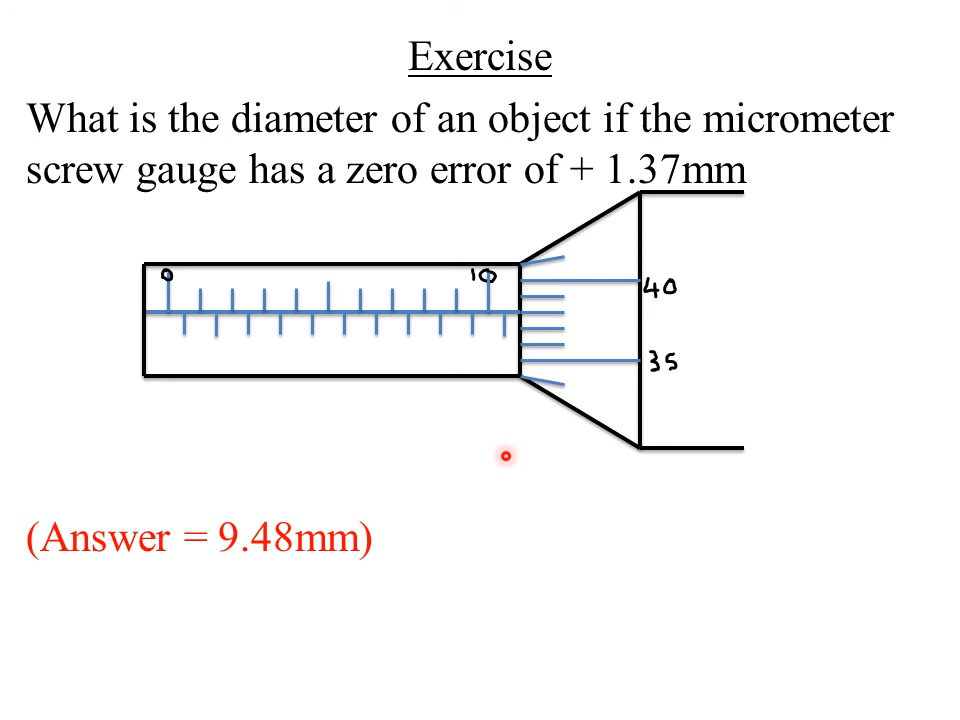 Exercise
What is the diameter of an object if the micrometer
screw gauge has a zero error of + 1.37mm
0 10
40
35
(Answer = 9.48mm)